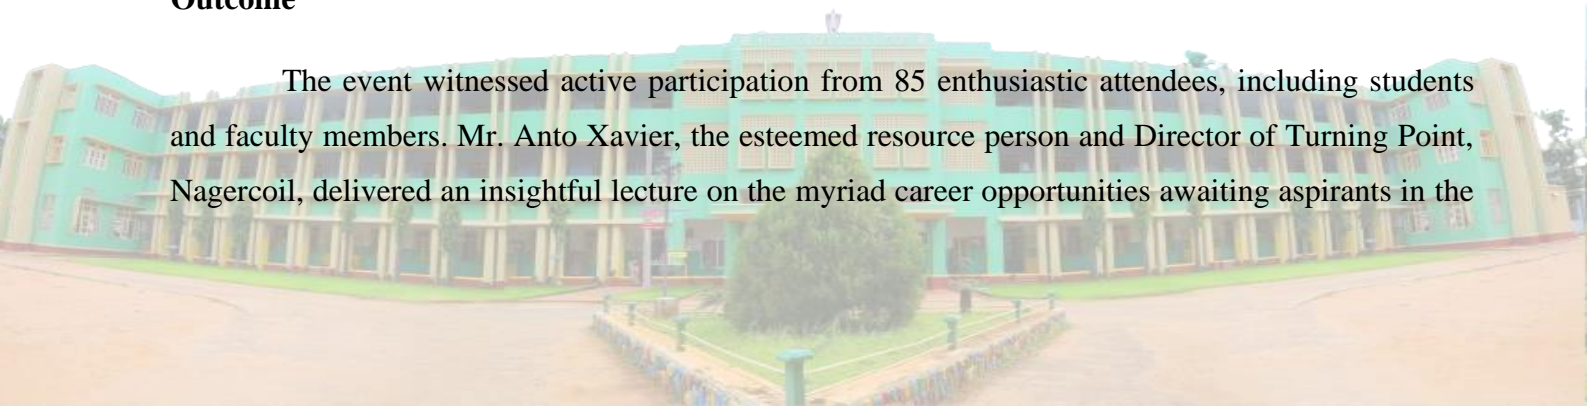 Outcome
The event witnessed active participation from 85 enthusiastic attendees, including students
and faculty members. Mr. Anto Xavier, the esteemed resource person and Director of Turning Point,
Nagercoil, delivered an insightful lecture on the myriad career opportunities awaiting aspirants in the